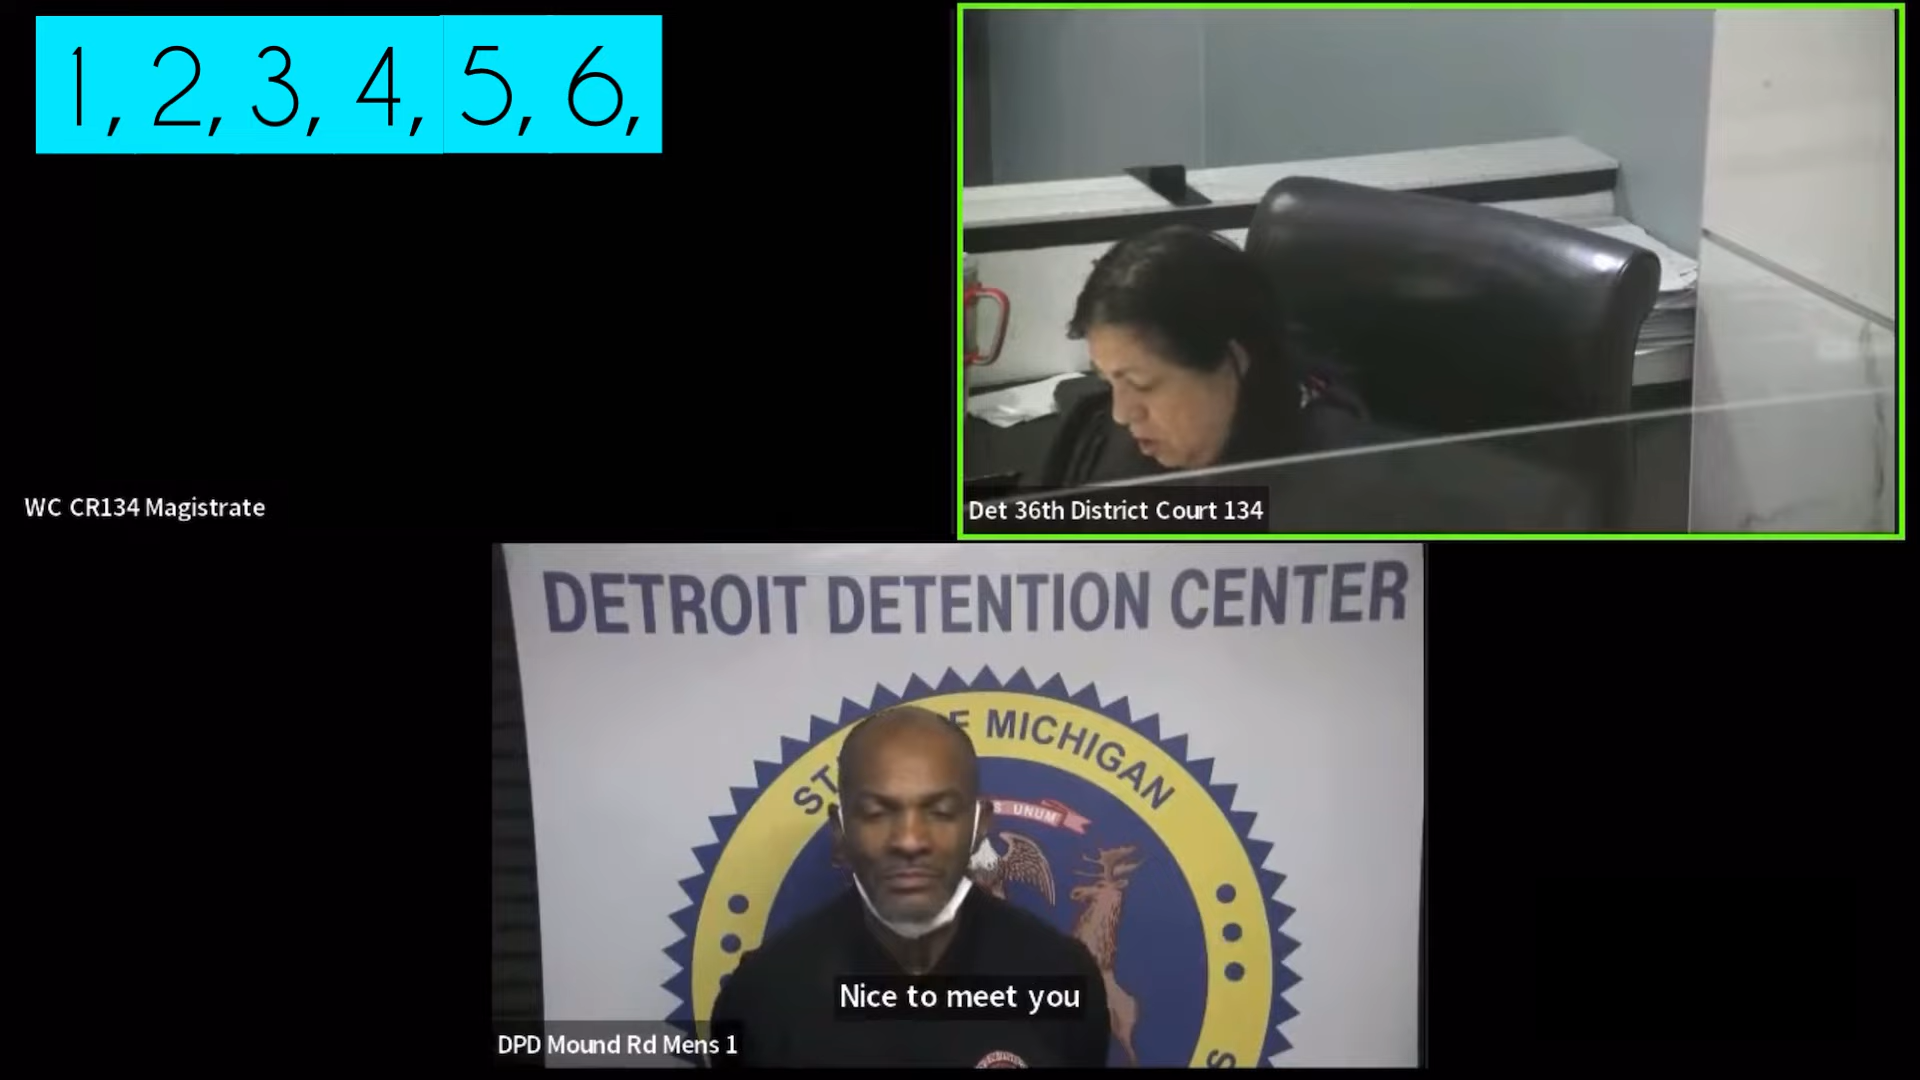 1, 2, 3, 4, 5, 6,
WC CR134 Magistrate
Det 36th District Court 134
DETROIT DETENTION CENTER
MICHIGAN
UNUM
Nice to meet you
DPD Mound Rd Mens 1